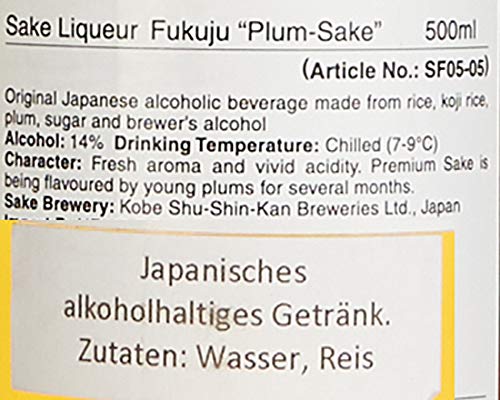 Sake Liqueur Fukuju “Plum-Sake” 500ml
(Article No.: SF05-05)
Original Japanese alcoholic beverage made from rice, koji rice,
plum, sugar and brewer's alcohol
Alcohol: 14% Drinking Temperature: Chilled (7-9°C)
Character: Fresh aroma and vivid acidity. Premium Sake is
being flavoured by young plums for several months.
Sake Brewery: Kobe Shu-Shin-Kan Breweries Ltd., Japan
Japanisches
alkoholhaltiges Getränk.
Zutaten: Wasser, Reis